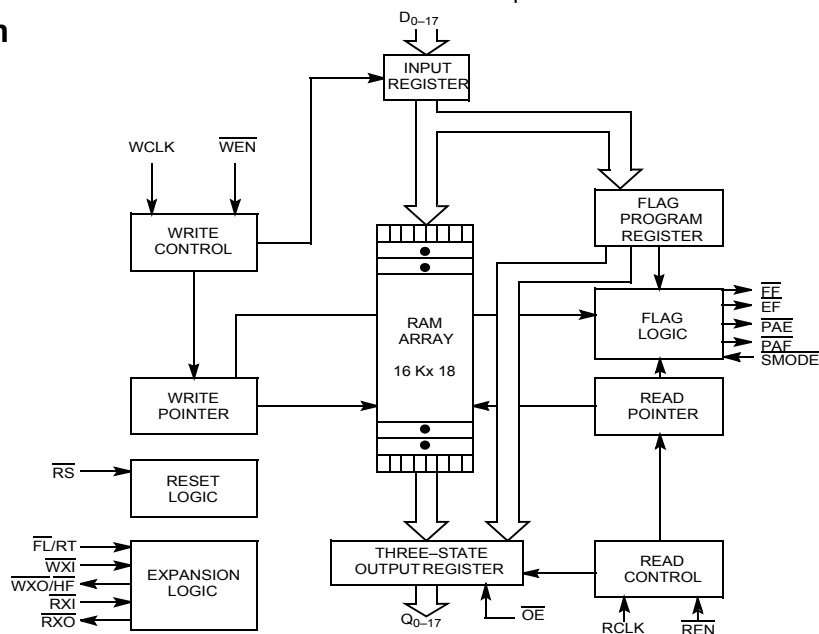 D0–17
INPUT
REGISTER
WCLK
WEN
FLAG
PROGRAM
REGISTER
WRITE
CONTROL
FF
EF
PAE
PAF
SMODE
FLAG
LOGIC
RAM
ARRAY
16 Kx 18
WRITE
POINTER
READ
POINTER
RS
RESET
LOGIC
FL/RT
WXI
WXO/HF
RXI
RXO
EXPANSION
LOGIC
THREE–STATE
OUTPUT REGISTER
READ
CONTROL
Q0–17
OE
RCLK
REN